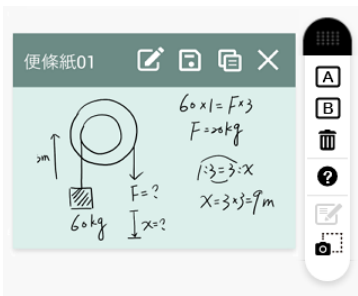 便條紙01
60×1=F×3
F=20kg
1:3=3:x
x=3×3=9m
F=?
60kg
x=?
A
B
?